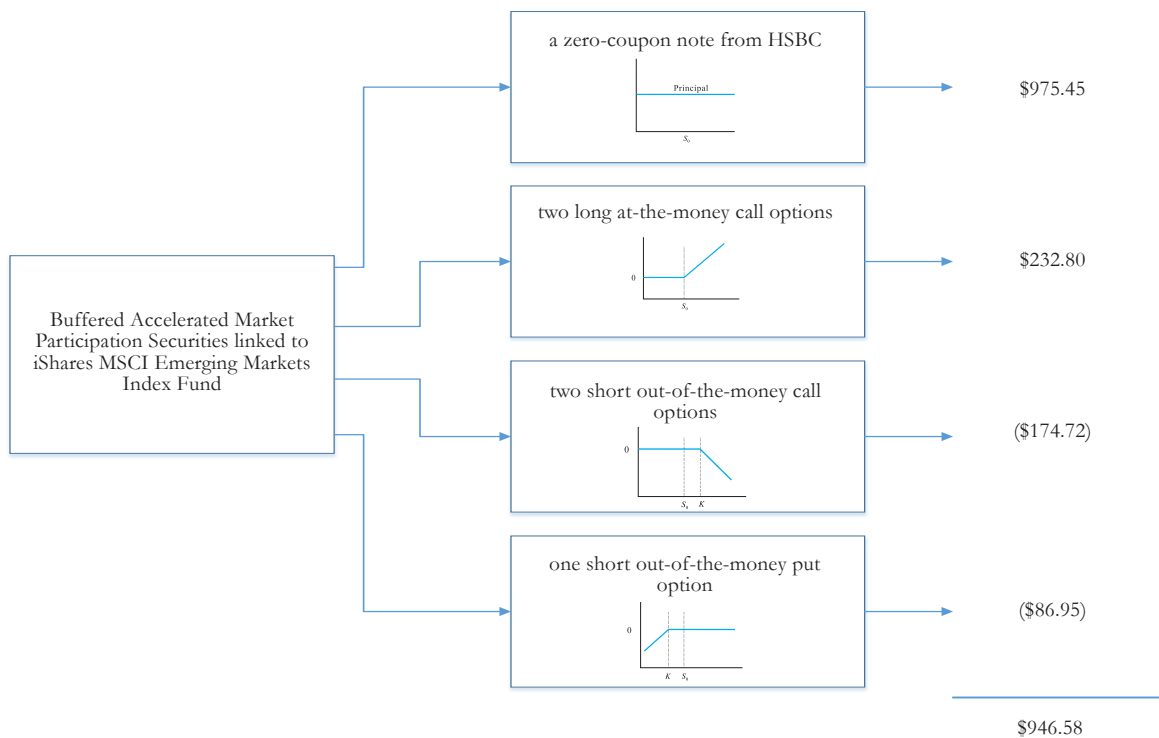 a zero-coupon note from HSBC
Principal
S₀
$975.45
two long at-the-money call options
0
S₀
$232.80
Buffered Accelerated Market
Participation Securities linked to
iShares MSCI Emerging Markets
Index Fund
two short out-of-the-money call
options
0
S₀ K
($174.72)
one short out-of-the-money put
option
0
K S₀
($86.95)
$946.58